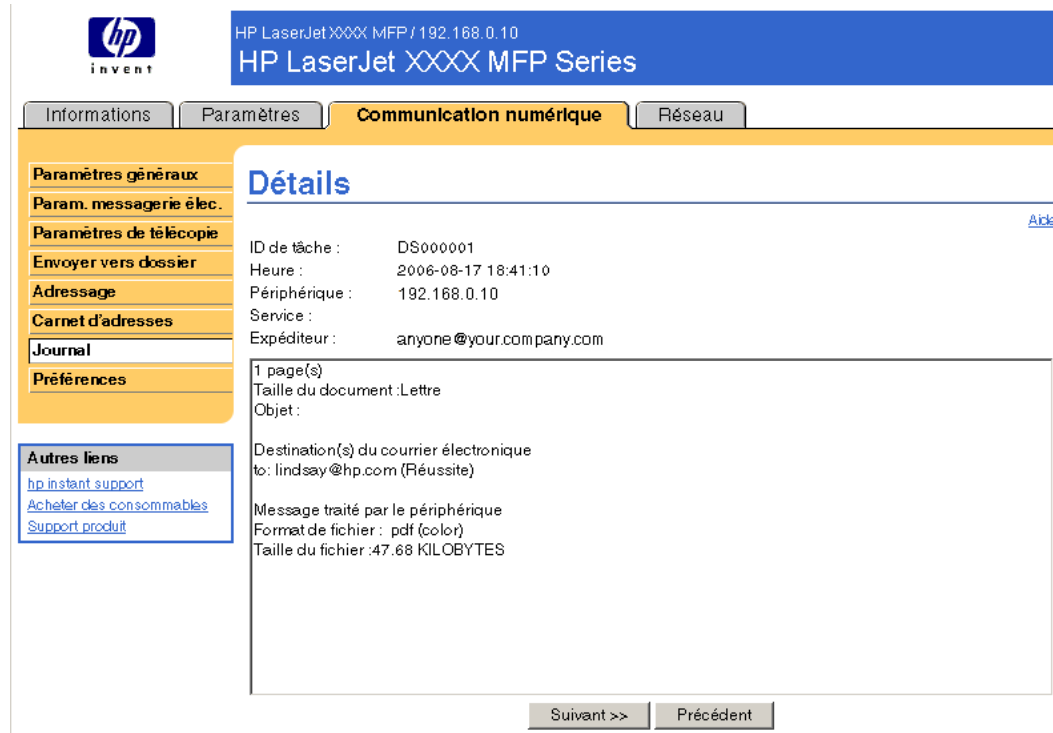 hp
invent
HP LaserJet XXXX MFP / 192.168.0.10
HP LaserJet XXXX MFP Series
Informations
Paramètres
Communication numérique
Réseau
Paramètres généraux
Param. messagerie élec.
Paramètres de télécopie
Envoyer vers dossier
Adressage
Carnet d'adresses
Journal
Préférences
Autres liens
hp instant support
Acheter des consommables
Support produit
Détails
Aide
ID de tâche : DS000001
Heure : 2006-08-17 18:41:10
Périphérique : 192.168.0.10
Service :
Expéditeur : anyone@your.company.com
1 page(s)
Taille du document :Lettre
Objet :
Destination(s) du courrier électronique
to: lindsay@hp.com (Réussite)
Message traité par le périphérique
Format de fichier : pdf (color)
Taille du fichier :47.68 KILOBYTES
Suivant >>
Précédent